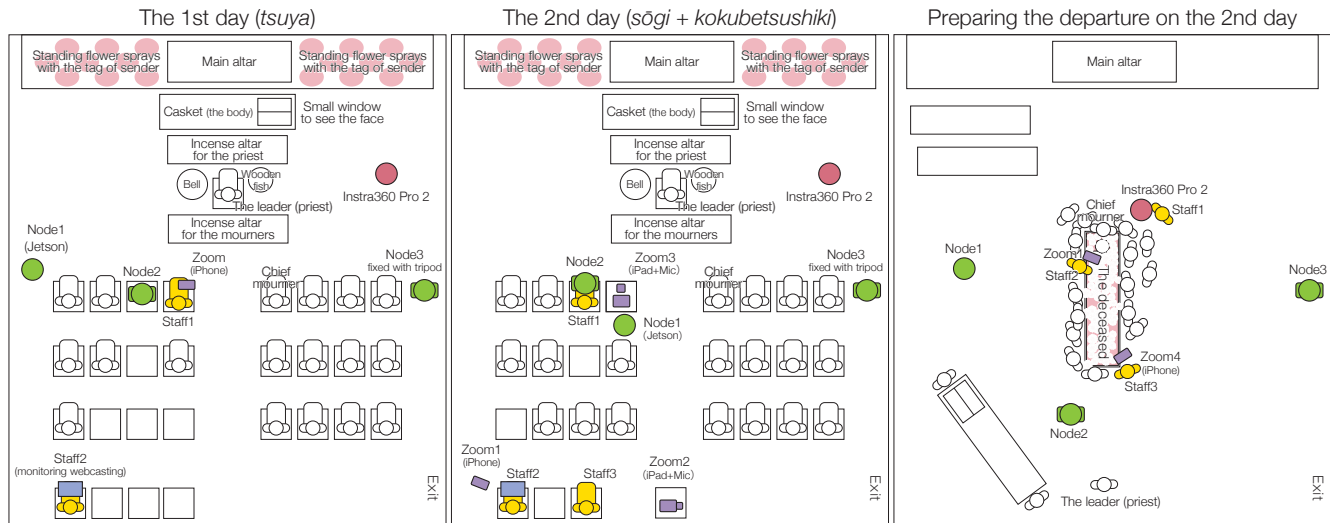 The 1st day (tsuya)
Standing flower sprays
with the tag of sender
Main altar
Standing flower sprays
with the tag of sender
Casket (the body)
Small window
to see the face
Incense altar
for the priest
Bell
Wooden
fish
Instra360 Pro 2
The leader (priest)
Incense altar
for the mourners
Node1
(Jetson)
Node2
Zoom
(iPhone)
Staff1
Chief
mourner
Node3
fixed with tripod
Staff2
(monitoring webcasting)
Exit
The 2nd day (sōgi + kokubetsushiki)
Standing flower sprays
with the tag of sender
Main altar
Standing flower sprays
with the tag of sender
Casket (the body)
Small window
to see the face
Incense altar
for the priest
Bell
Wooden
fish
Instra360 Pro 2
The leader (priest)
Incense altar
for the mourners
Node2
Staff1
Zoom3
(iPad+Mic)
Node1
(Jetson)
Chief
mourner
Node3
fixed with tripod
Zoom1
(iPhone)
Staff2
Staff3
Zoom2
(iPad+Mic)
Exit
Preparing the departure on the 2nd day
Main altar
Instra360 Pro 2
Staff1
Chief
mourner
Node1
Zoom1
Staff2
The deceased
Node3
Zoom4
(iPhone)
Staff3
Node2
The leader (priest)
Exit